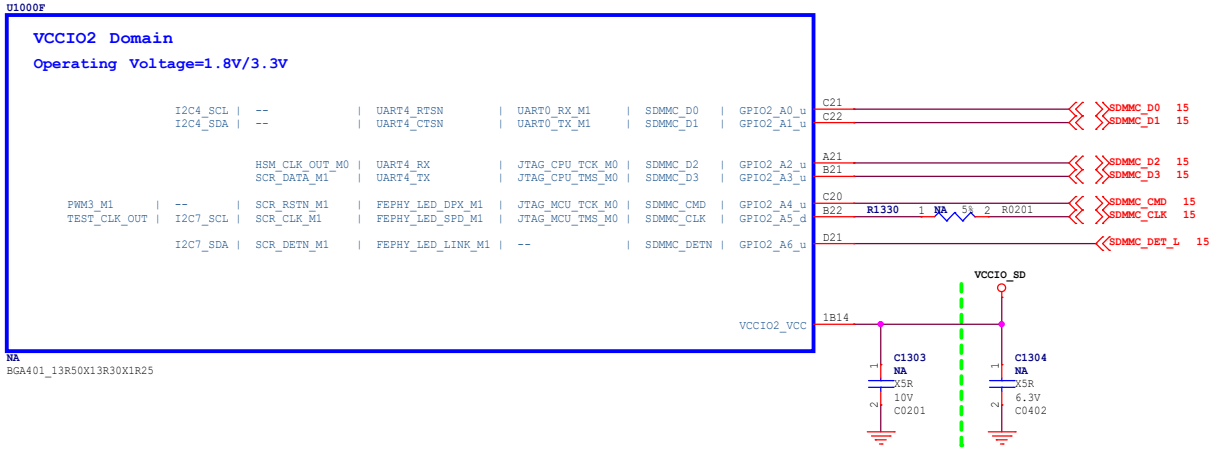 U1000F
VCCIO2 Domain
Operating Voltage=1.8V/3.3V
I2C4_SCL | -- | UART4_RTSN | UART0_RX_M1 | SDMMC_D0 | GPIO2_A0_u C21 SDMMC_D0 15
I2C4_SDA | -- | UART4_CTSN | UART0_TX_M1 | SDMMC_D1 | GPIO2_A1_u C22 SDMMC_D1 15
HSM_CLK_OUT_M0 | UART4_RX | JTAG_CPU_TCK_M0 | SDMMC_D2 | GPIO2_A2_u A21 SDMMC_D2 15
SCR_DATA_M1 | UART4_TX | JTAG_CPU_TMS_M0 | SDMMC_D3 | GPIO2_A3_u B21 SDMMC_D3 15
PWM3_M1 | -- | SCR_RSTN_M1 | FEPHY_LED_DPX_M1 | JTAG_MCU_TCK_M0 | SDMMC_CMD | GPIO2_A4_u C20 SDMMC_CMD 15
TEST_CLK_OUT | I2C7_SCL | SCR_CLK_M1 | FEPHY_LED_SPD_M1 | JTAG_MCU_TMS_M0 | SDMMC_CLK | GPIO2_A5_d B22 R1330 1 NA 5% 2 R0201 SDMMC_CLK 15
I2C7_SDA | SCR_DETN_M1 | FEPHY_LED_LINK_M1 | -- | SDMMC_DETN | GPIO2_A6_u D21 SDMMC_DET_L 15
VCCIO_SD
VCCIO2_VCC 1B14
NA
BGA401_13R50X13R30X1R25
C1303
1 NA
X5R
10V
2 C0201
C1304
1 NA
X5R
6.3V
2 C0402